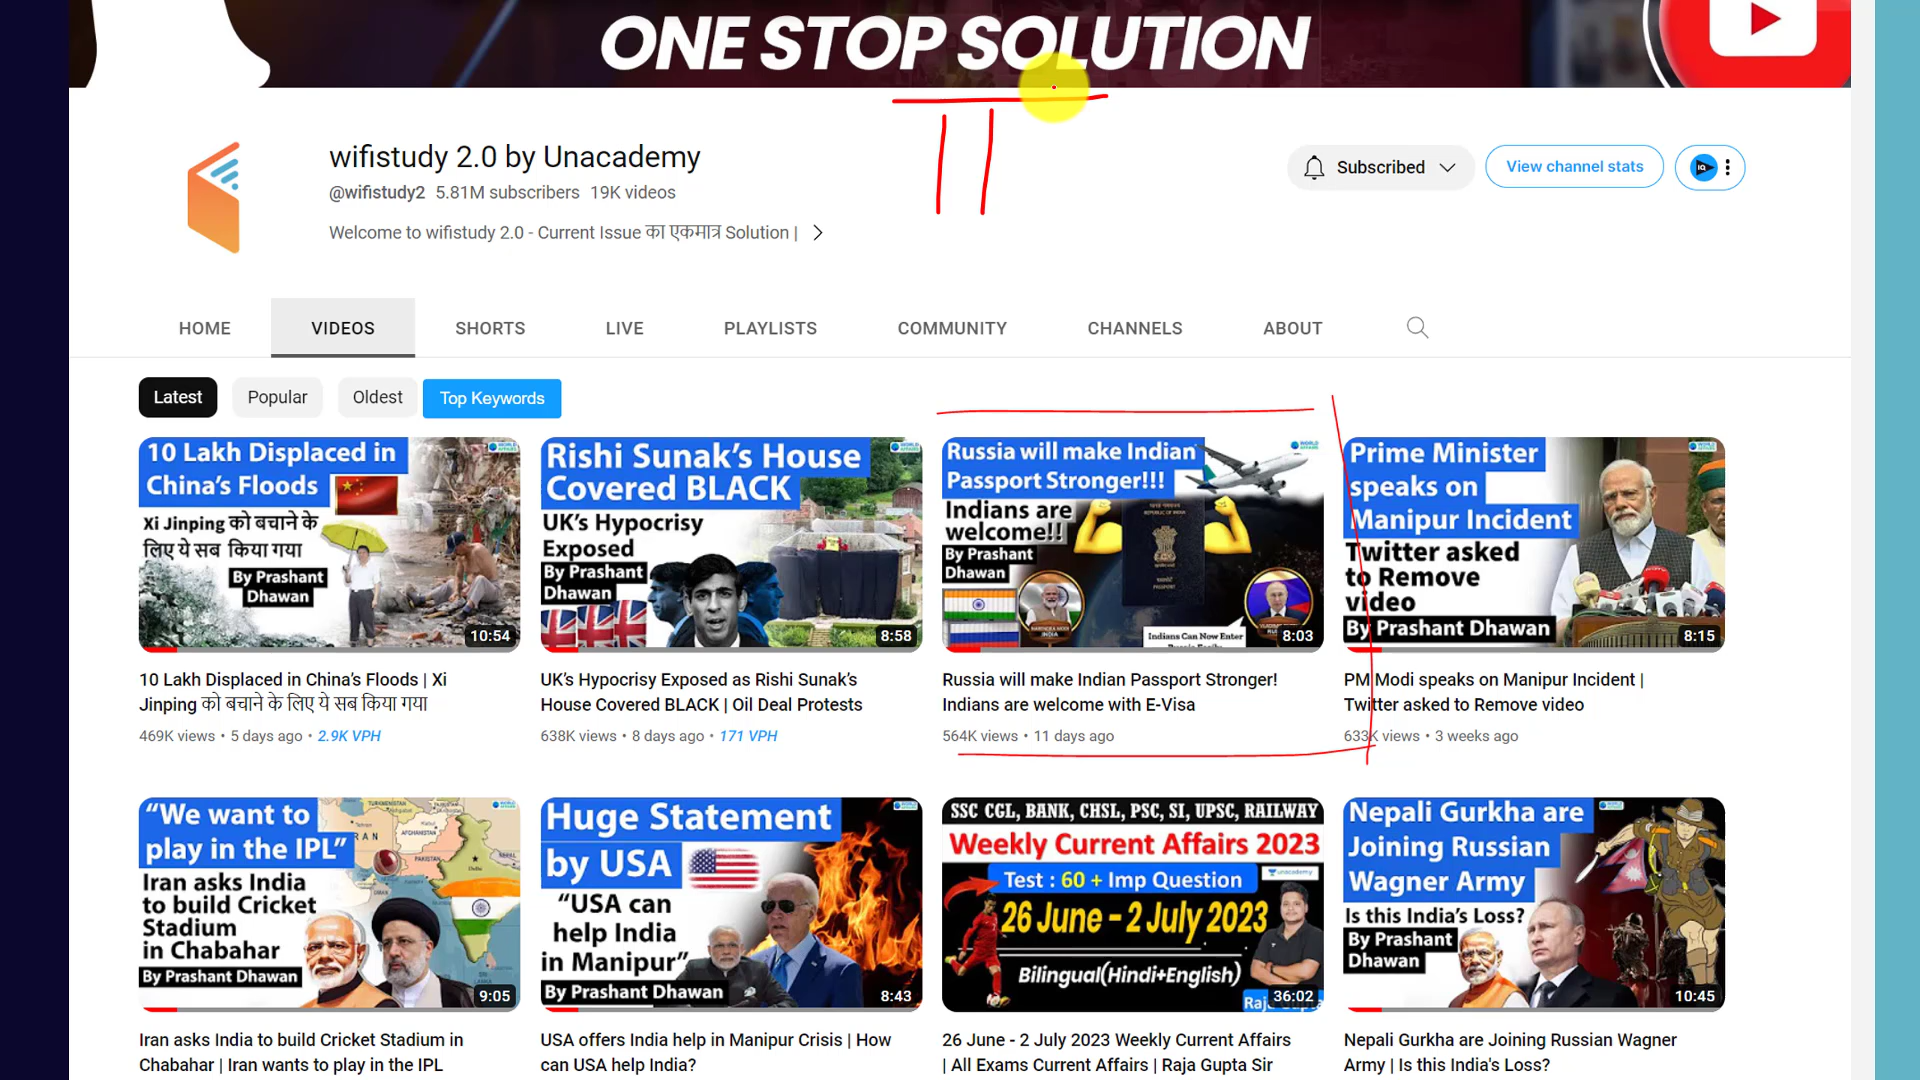 ONE STOP SOLUTION
wifistudy 2.0 by Unacademy
@wifistudy2 5.81M subscribers 19K videos
Welcome to wifistudy 2.0 - Current Issue का एकमात्र Solution |
Subscribed
View channel stats
HOME VIDEOS SHORTS LIVE PLAYLISTS COMMUNITY CHANNELS ABOUT
Latest Popular Oldest Top Keywords
10 Lakh Displaced in
China's Floods
Xi Jinping को बचाने के
लिए ये सब किया गया
By Prashant
Dhawan
10:54
10 Lakh Displaced in China's Floods | Xi
Jinping को बचाने के लिए ये सब किया गया
469K views • 5 days ago • 2.9K VPH
Rishi Sunak's House
Covered BLACK
UK's Hypocrisy
Exposed
By Prashant
Dhawan
8:58
UK's Hypocrisy Exposed as Rishi Sunak's
House Covered BLACK | Oil Deal Protests
638K views • 8 days ago • 171 VPH
Russia will make Indian
Passport Stronger!!!
Indians are
welcome!!
By Prashant
Dhawan
Indians Can Now Enter
8:03
Russia will make Indian Passport Stronger!
Indians are welcome with E-Visa
564K views • 11 days ago
Prime Minister
speaks on
Manipur Incident
Twitter asked
to Remove
video
By Prashant Dhawan
8:15
PM Modi speaks on Manipur Incident |
Twitter asked to Remove video
633K views • 3 weeks ago
"We want to
play in the IPL"
Iran asks India
to build Cricket
Stadium
in Chabahar
By Prashant Dhawan
9:05
Iran asks India to build Cricket Stadium in
Chabahar | Iran wants to play in the IPL
Huge Statement
by USA
"USA can
help India
in Manipur"
By Prashant Dhawan
8:43
USA offers India help in Manipur Crisis | How
can USA help India?
SSC CGL, BANK, CHSL, PSC, SI, UPSC, RAILWAY
Weekly Current Affairs 2023
Test : 60 + Imp Question
unacademy
26 June - 2 July 2023
Bilingual(Hindi+English)
36:02
26 June - 2 July 2023 Weekly Current Affairs
| All Exams Current Affairs | Raja Gupta Sir
Nepali Gurkha are
Joining Russian
Wagner Army
Is this India's Loss?
By Prashant
Dhawan
10:45
Nepali Gurkha are Joining Russian Wagner
Army | Is this India's Loss?